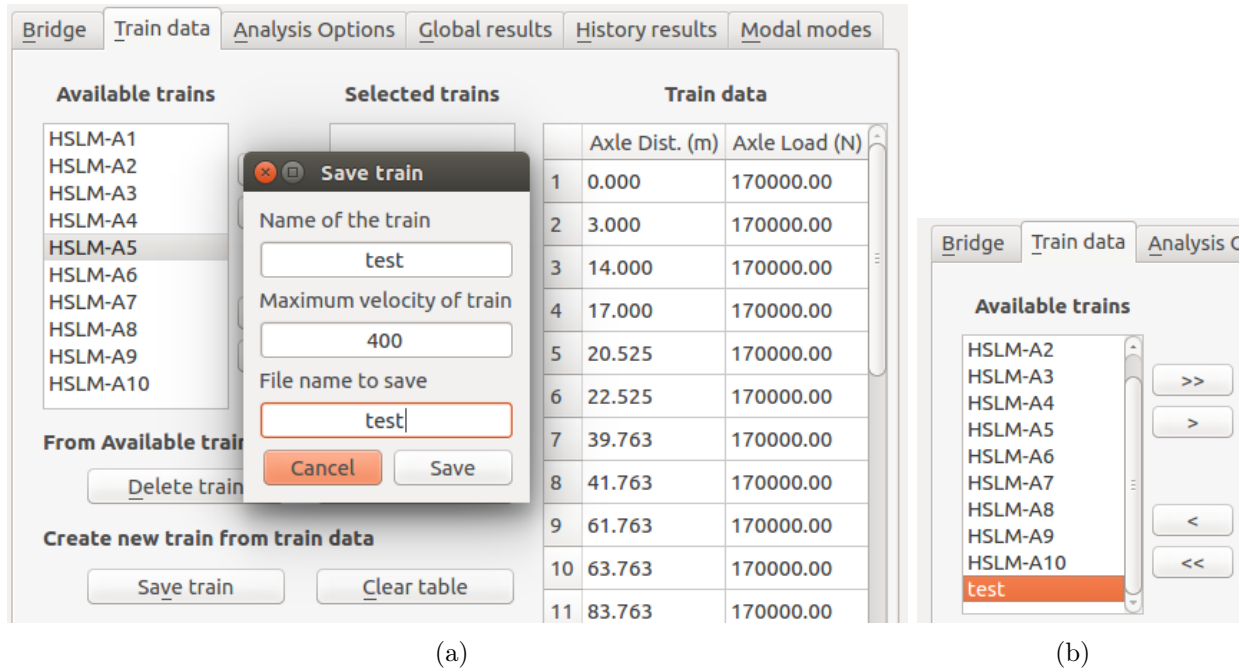 Bridge Train data Analysis Options Global results History results Modal modes
Available trains Selected trains Train data
HSLM-A1
HSLM-A2
HSLM-A3
HSLM-A4
HSLM-A5
HSLM-A6
HSLM-A7
HSLM-A8
HSLM-A9
HSLM-A10
From Available trai
Delete train
Create new train from train data
Save train Clear table
Save train
Name of the train
test
Maximum velocity of train
400
File name to save
test
Cancel Save
Axle Dist. (m) Axle Load (N)
1 0.000 170000.00
2 3.000 170000.00
3 14.000 170000.00
4 17.000 170000.00
5 20.525 170000.00
6 22.525 170000.00
7 39.763 170000.00
8 41.763 170000.00
9 61.763 170000.00
10 63.763 170000.00
11 83.763 170000.00
(a)
Bridge Train data Analysis
Available trains
HSLM-A2
HSLM-A3
HSLM-A4
HSLM-A5
HSLM-A6
HSLM-A7
HSLM-A8
HSLM-A9
HSLM-A10
test
>>
>
<
<<
(b)